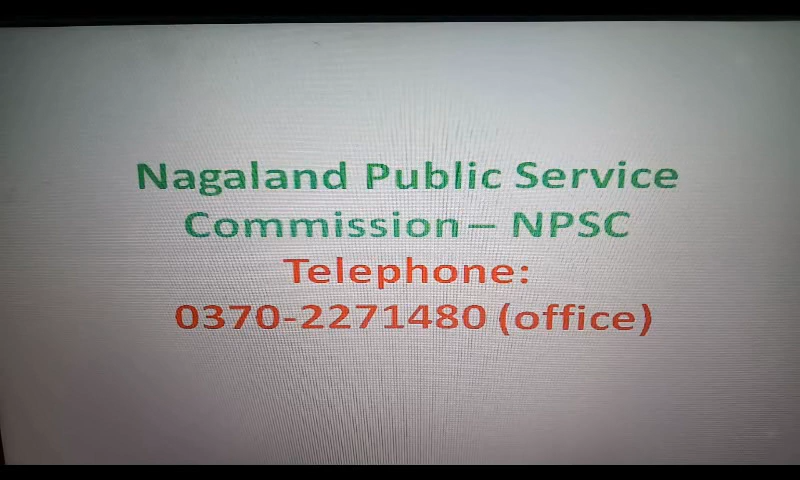 Nagaland Public Service
Commission – NPSC
Telephone:
0370-2271480 (office)